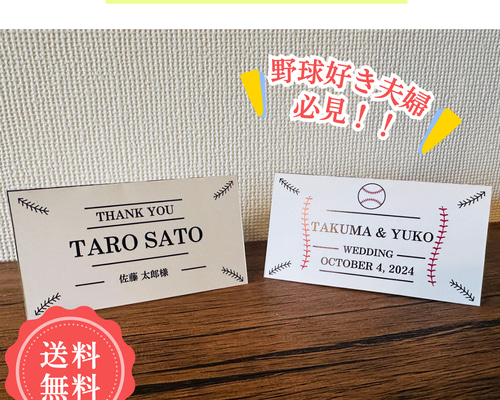 野球好き夫婦
必見！！
THANK YOU
TARO SATO
佐藤 太郎様
TAKUMA & YUKO
WEDDING
OCTOBER 4, 2024
送料
無料